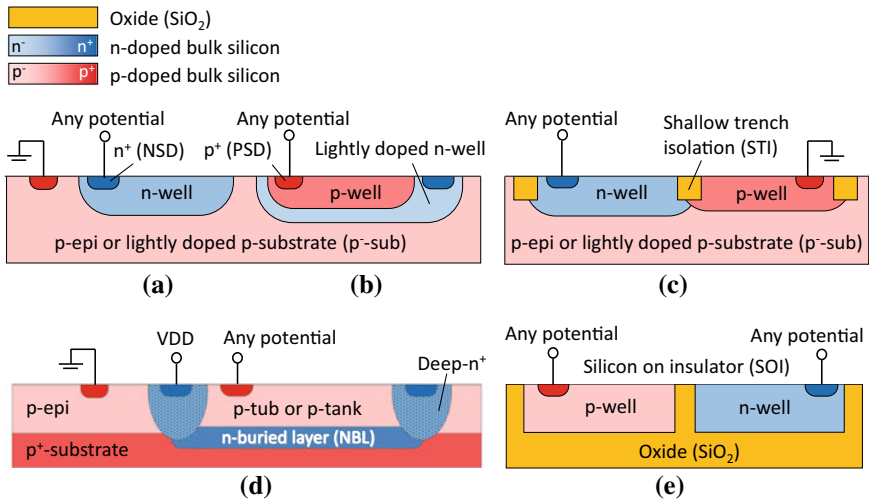 Oxide (SiO₂)
n⁻ n⁺ n-doped bulk silicon
p⁻ p⁺ p-doped bulk silicon
Any potential
n⁺ (NSD)
n-well
Any potential
p⁺ (PSD)
Lightly doped n-well
p-well
p-epi or lightly doped p-substrate (p⁻-sub)
(a)
(b)
Any potential
Shallow trench
isolation (STI)
n-well
p-well
p-epi or lightly doped p-substrate (p⁻-sub)
(c)
VDD
Any potential
Deep-n⁺
p-epi
p-tub or p-tank
n-buried layer (NBL)
p⁺-substrate
(d)
Any potential
Any potential
Silicon on insulator (SOI)
p-well
n-well
Oxide (SiO₂)
(e)